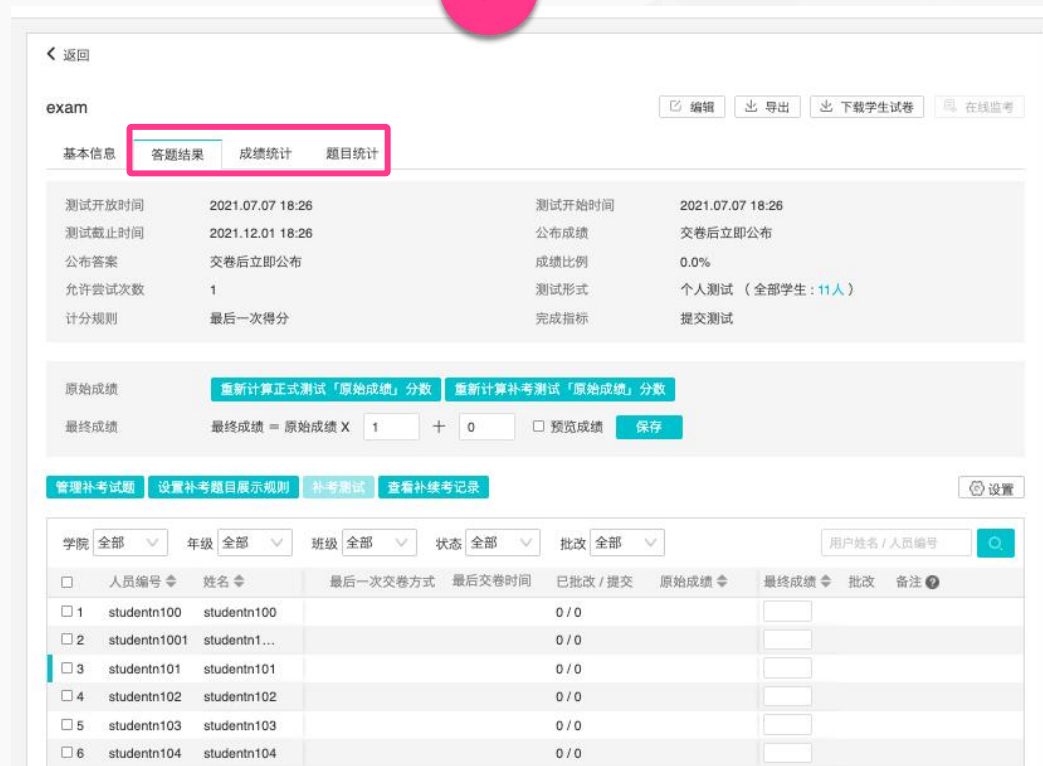 返回
exam 编辑 导出 下载学生试卷 在线监考
基本信息 答题结果 成绩统计 题目统计
测试开放时间 2021.07.07 18:26 测试开始时间 2021.07.07 18:26
测试截止时间 2021.12.01 18:26 公布成绩 交卷后立即公布
公布答案 交卷后立即公布 成绩比例 0.0%
允许尝试次数 1 测试形式 个人测试 （ 全部学生 : 11人 ）
计分规则 最后一次得分 完成指标 提交测试
原始成绩 重新计算正式测试「原始成绩」分数 重新计算补考测试「原始成绩」分数
最终成绩 最终成绩 = 原始成绩 X 1 + 0 预览成绩 保存
管理补考试题 设置补考题目展示规则 补考测试 查看补续考记录 设置
学院 全部 年级 全部 班级 全部 状态 全部 批改 全部 用户姓名 / 人员编号
人员编号 姓名 最后一次交卷方式 最后交卷时间 已批改 / 提交 原始成绩 最终成绩 批改 备注
1 studentn100 studentn100 0 / 0
2 studentn1001 studentn1... 0 / 0
3 studentn101 studentn101 0 / 0
4 studentn102 studentn102 0 / 0
5 studentn103 studentn103 0 / 0
6 studentn104 studentn104 0 / 0